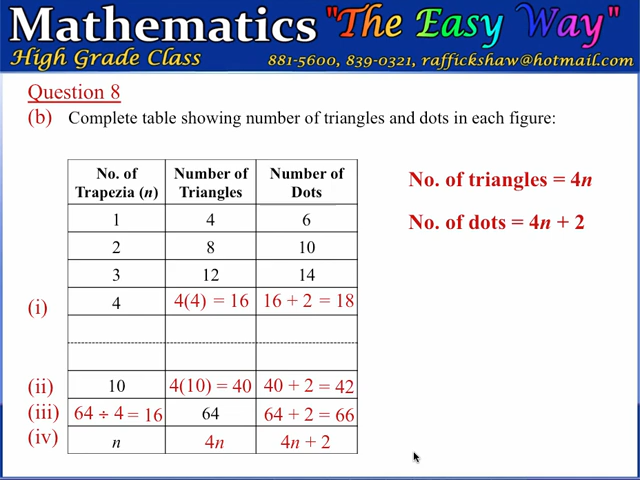 Mathematics "The Easy Way"
High Grade Class 881-5600, 839-0321, raffickshaw@hotmail.com
Question 8
(b) Complete table showing number of triangles and dots in each figure:
No. of Trapezia (n) Number of Triangles Number of Dots
1 4 6
2 8 10
3 12 14
(i) 4 4(4) = 16 16 + 2 = 18
(ii) 10 4(10) = 40 40 + 2 = 42
(iii) 64 ÷ 4 = 16 64 64 + 2 = 66
(iv) n 4n 4n + 2
No. of triangles = 4n
No. of dots = 4n + 2